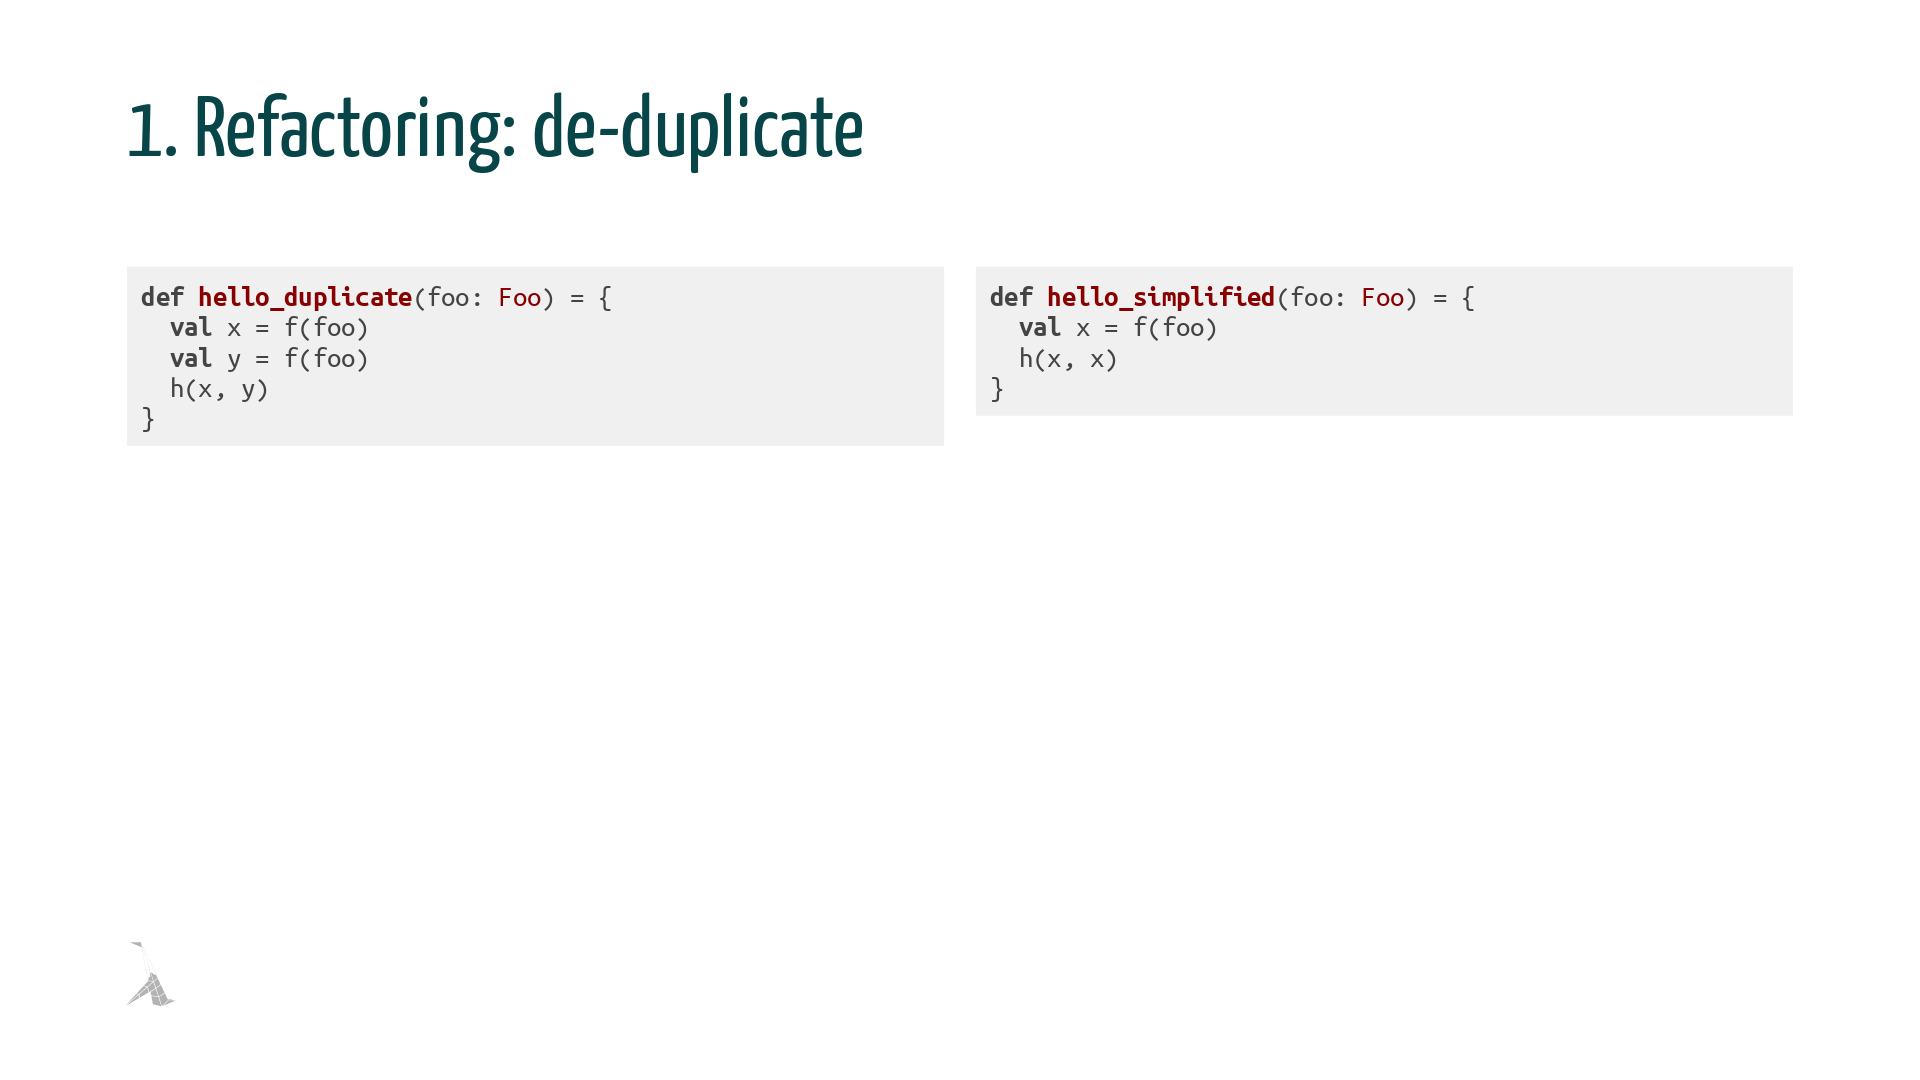 1. Refactoring: de-duplicate
def hello_duplicate(foo: Foo) = {
  val x = f(foo)
  val y = f(foo)
  h(x, y)
}
def hello_simplified(foo: Foo) = {
  val x = f(foo)
  h(x, x)
}